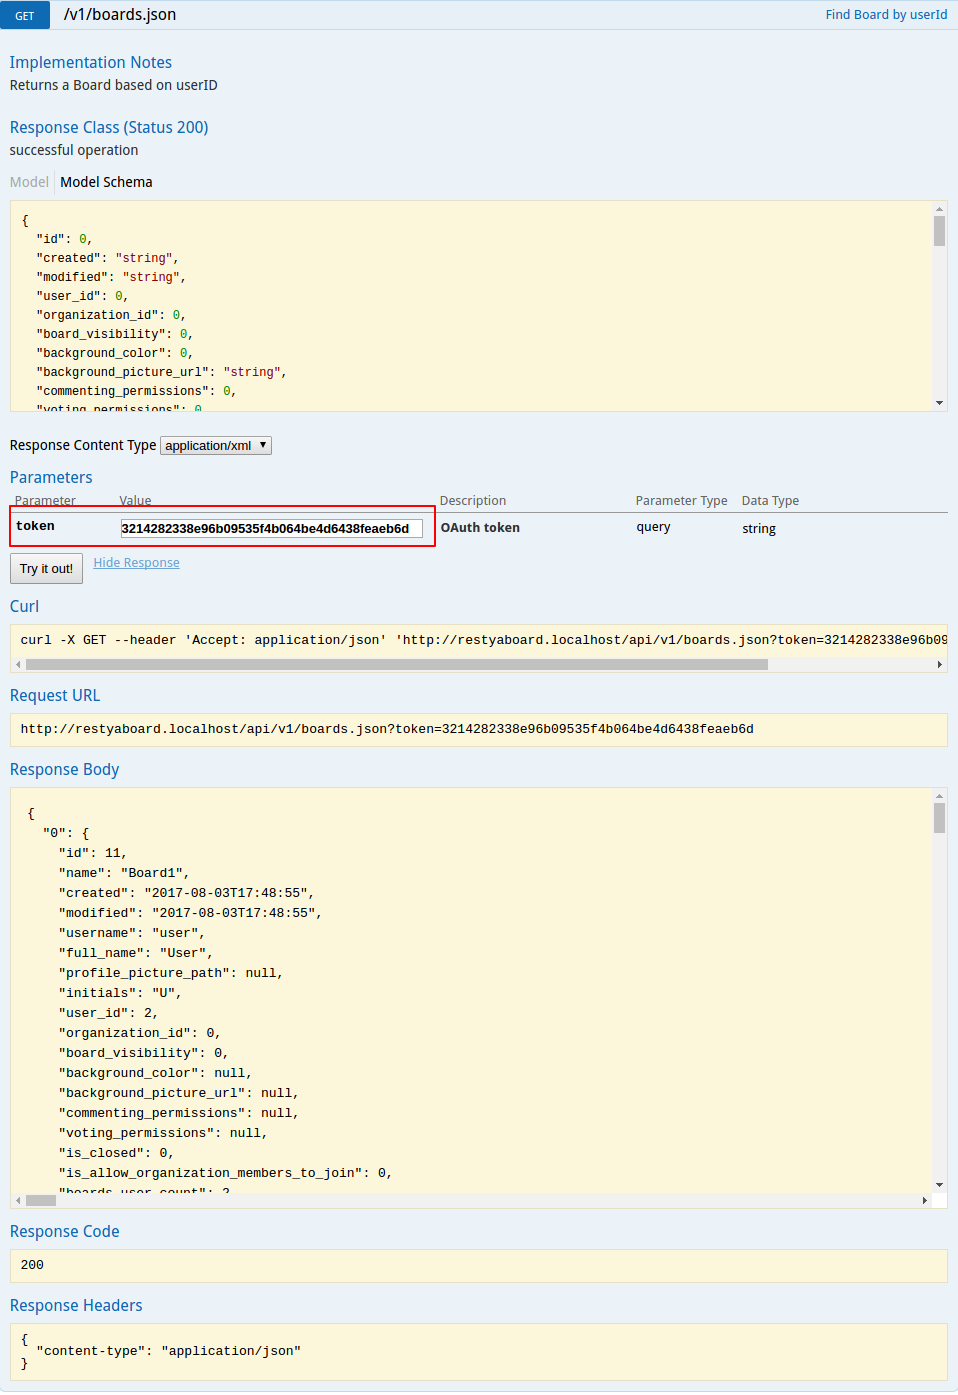 GET /v1/boards.json Find Board by userId
Implementation Notes
Returns a Board based on userID
Response Class (Status 200)
successful operation
Model Model Schema
{
"id": 0,
"created": "string",
"modified": "string",
"user_id": 0,
"organization_id": 0,
"board_visibility": 0,
"background_color": 0,
"background_picture_url": "string",
"commenting_permissions": 0,
"voting_permissions": 0
Response Content Type application/xml
Parameters
Parameter Value Description Parameter Type Data Type
token 3214282338e96b09535f4b064be4d6438feaeb6d OAuth token query string
Try it out! Hide Response
Curl
curl -X GET --header 'Accept: application/json' 'http://restyaboard.localhost/api/v1/boards.json?token=3214282338e96b09
Request URL
http://restyaboard.localhost/api/v1/boards.json?token=3214282338e96b09535f4b064be4d6438feaeb6d
Response Body
{
"0": {
"id": 11,
"name": "Board1",
"created": "2017-08-03T17:48:55",
"modified": "2017-08-03T17:48:55",
"username": "user",
"full_name": "User",
"profile_picture_path": null,
"initials": "U",
"user_id": 2,
"organization_id": 0,
"board_visibility": 0,
"background_color": null,
"background_picture_url": null,
"commenting_permissions": null,
"voting_permissions": null,
"is_closed": 0,
"is_allow_organization_members_to_join": 0,
"boards_user_count": 2
Response Code
200
Response Headers
{
"content-type": "application/json"
}